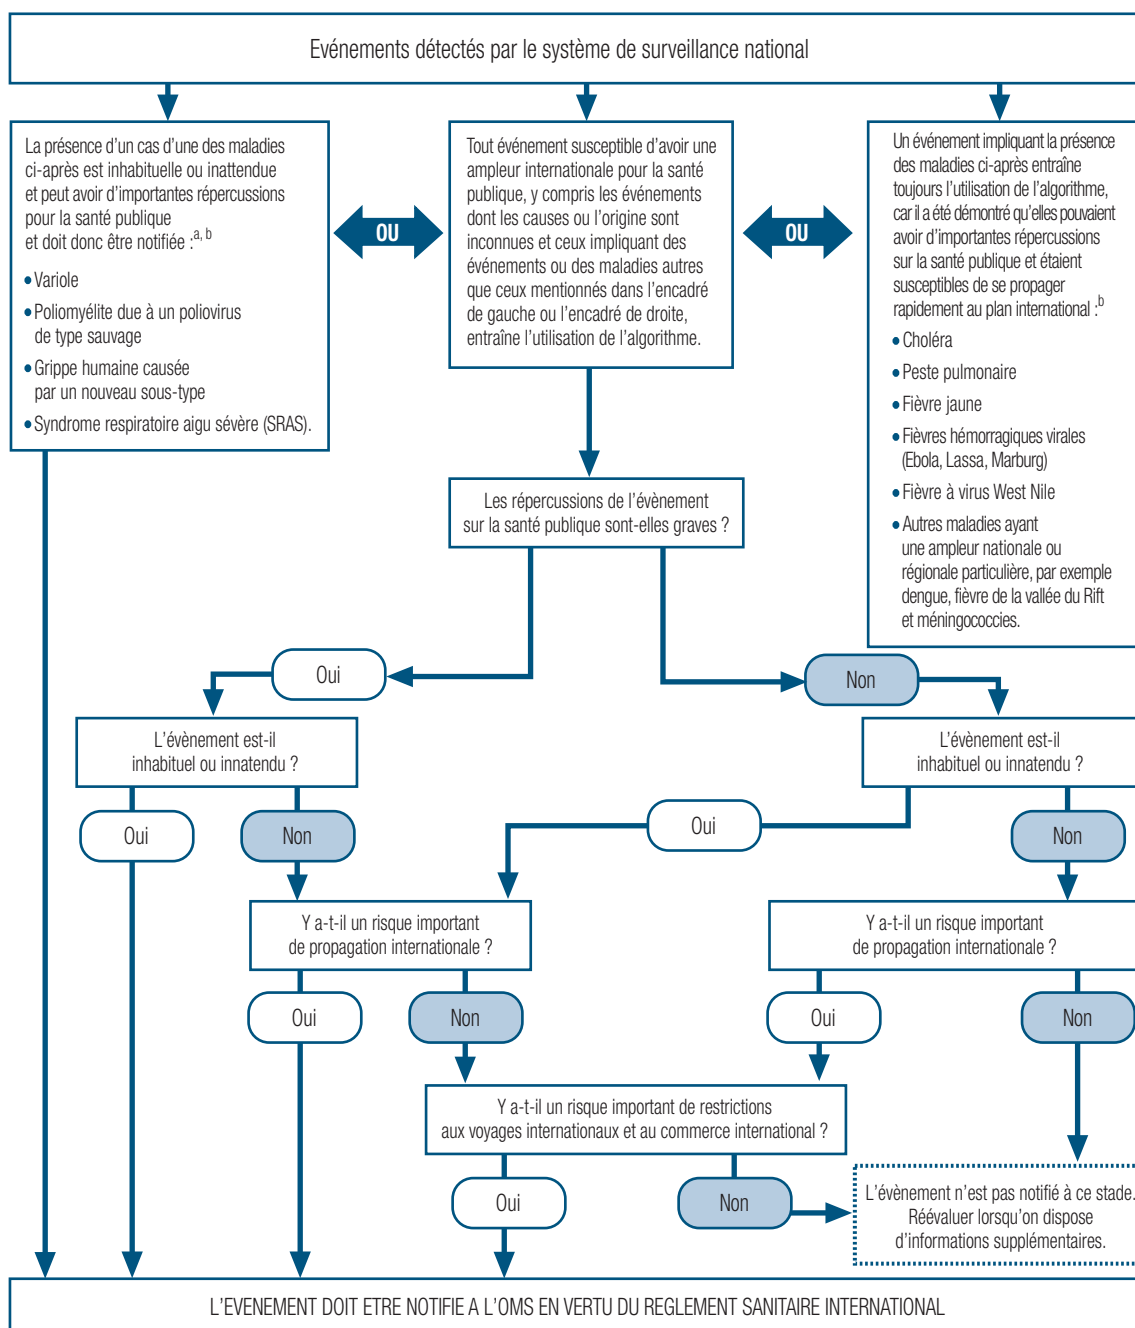 Evénements détectés par le système de surveillance national
La présence d'un cas d'une des maladies
ci-après est inhabituelle ou inattendue
et peut avoir d'importantes répercussions
pour la santé publique
et doit donc être notifiée :a, b
• Variole
• Poliomyélite due à un poliovirus
de type sauvage
• Grippe humaine causée
par un nouveau sous-type
• Syndrome respiratoire aigu sévère (SRAS).
OU
Tout événement susceptible d'avoir une
ampleur internationale pour la santé
publique, y compris les événements
dont les causes ou l'origine sont
inconnues et ceux impliquant des
événements ou des maladies autres
que ceux mentionnés dans l'encadré
de gauche ou l'encadré de droite,
entraîne l'utilisation de l'algorithme.
OU
Un événement impliquant la présence
des maladies ci-après entraîne
toujours l'utilisation de l'algorithme,
car il a été démontré qu'elles pouvaient
avoir d'importantes répercussions
sur la santé publique et étaient
susceptibles de se propager
rapidement au plan international :b
• Choléra
• Peste pulmonaire
• Fièvre jaune
• Fièvres hémorragiques virales
(Ebola, Lassa, Marburg)
• Fièvre à virus West Nile
• Autres maladies ayant
une ampleur nationale ou
régionale particulière, par exemple
dengue, fièvre de la vallée du Rift
et méningococcies.
Les répercussions de l'évènement
sur la santé publique sont-elles graves ?
Oui
Non
L'évènement est-il
inhabituel ou innatendu ?
L'évènement est-il
inhabituel ou innatendu ?
Oui
Non
Oui
Non
Y a-t-il un risque important
de propagation internationale ?
Y a-t-il un risque important
de propagation internationale ?
Oui
Non
Oui
Non
Y a-t-il un risque important de restrictions
aux voyages internationaux et au commerce international ?
Oui
Non
L'évènement n'est pas notifié à ce stade.
Réévaluer lorsqu'on dispose
d'informations supplémentaires.
L'EVENEMENT DOIT ETRE NOTIFIE A L'OMS EN VERTU DU REGLEMENT SANITAIRE INTERNATIONAL